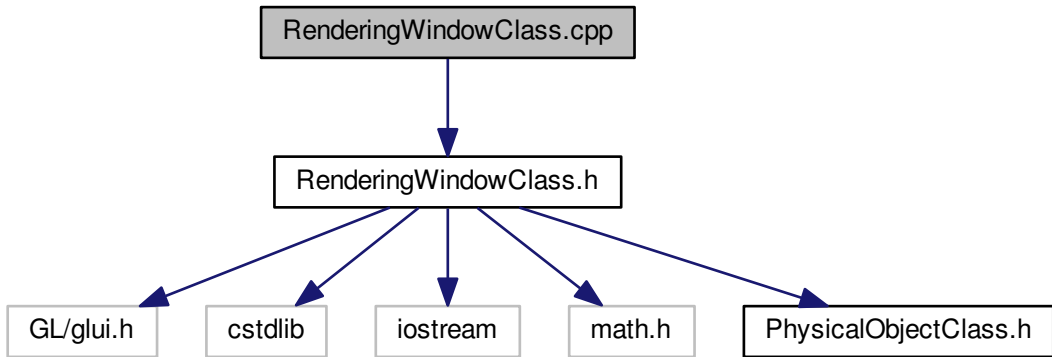 RenderingWindowClass.cpp
RenderingWindowClass.h
GL/glui.h
cstdlib
iostream
math.h
PhysicalObjectClass.h